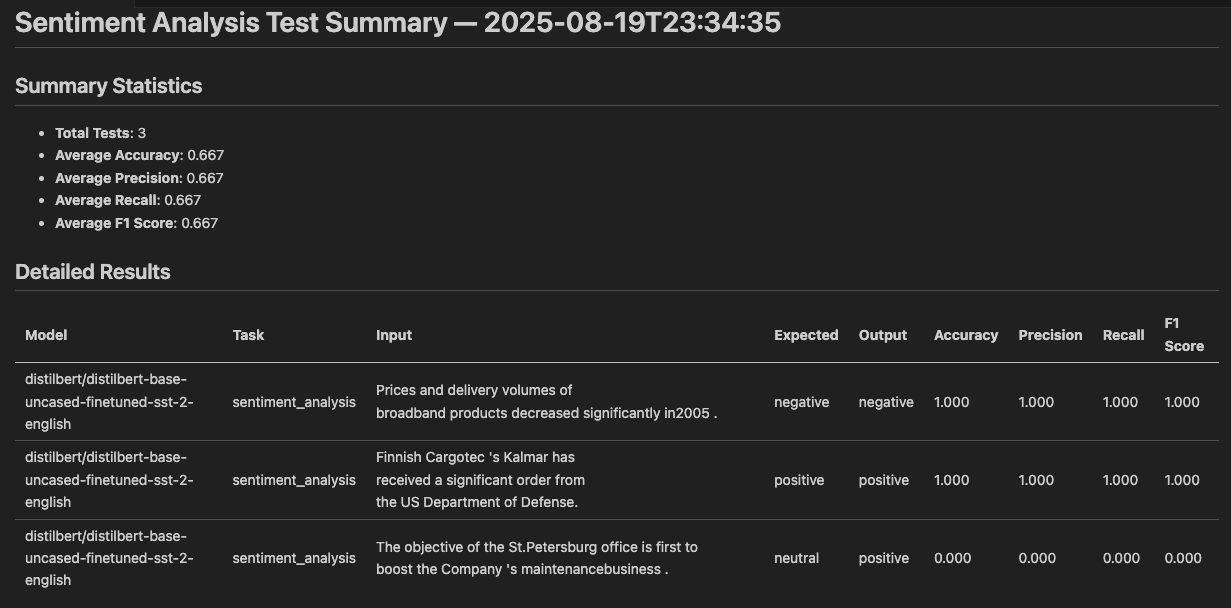 Sentiment Analysis Test Summary — 2025-08-19T23:34:35
Summary Statistics
• Total Tests: 3
• Average Accuracy: 0.667
• Average Precision: 0.667
• Average Recall: 0.667
• Average F1 Score: 0.667
Detailed Results
Model Task Input Expected Output Accuracy Precision Recall F1 Score
distilbert/distilbert-base-
uncased-finetuned-sst-2-
english
sentiment_analysis
Prices and delivery volumes of
broadband products decreased significantly in2005 .
negative negative 1.000 1.000 1.000 1.000
distilbert/distilbert-base-
uncased-finetuned-sst-2-
english
sentiment_analysis
Finnish Cargotec 's Kalmar has
received a significant order from
the US Department of Defense.
positive positive 1.000 1.000 1.000 1.000
distilbert/distilbert-base-
uncased-finetuned-sst-2-
english
sentiment_analysis
The objective of the St.Petersburg office is first to
boost the Company 's maintenancebusiness .
neutral positive 0.000 0.000 0.000 0.000